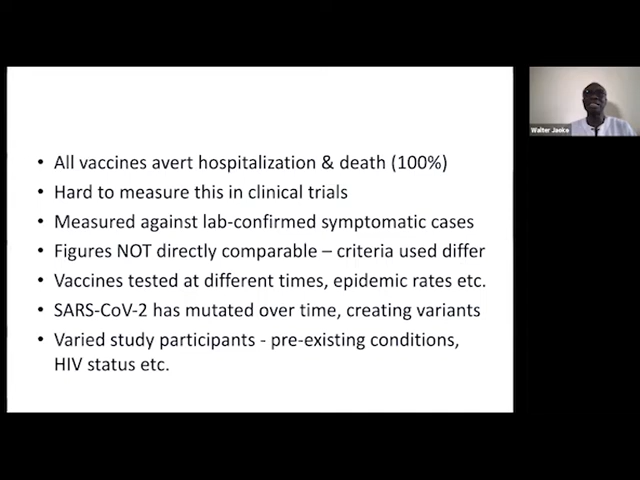 • All vaccines avert hospitalization & death (100%)
• Hard to measure this in clinical trials
• Measured against lab-confirmed symptomatic cases
• Figures NOT directly comparable – criteria used differ
• Vaccines tested at different times, epidemic rates etc.
• SARS-CoV-2 has mutated over time, creating variants
• Varied study participants - pre-existing conditions,
HIV status etc.
Walter Jaoko